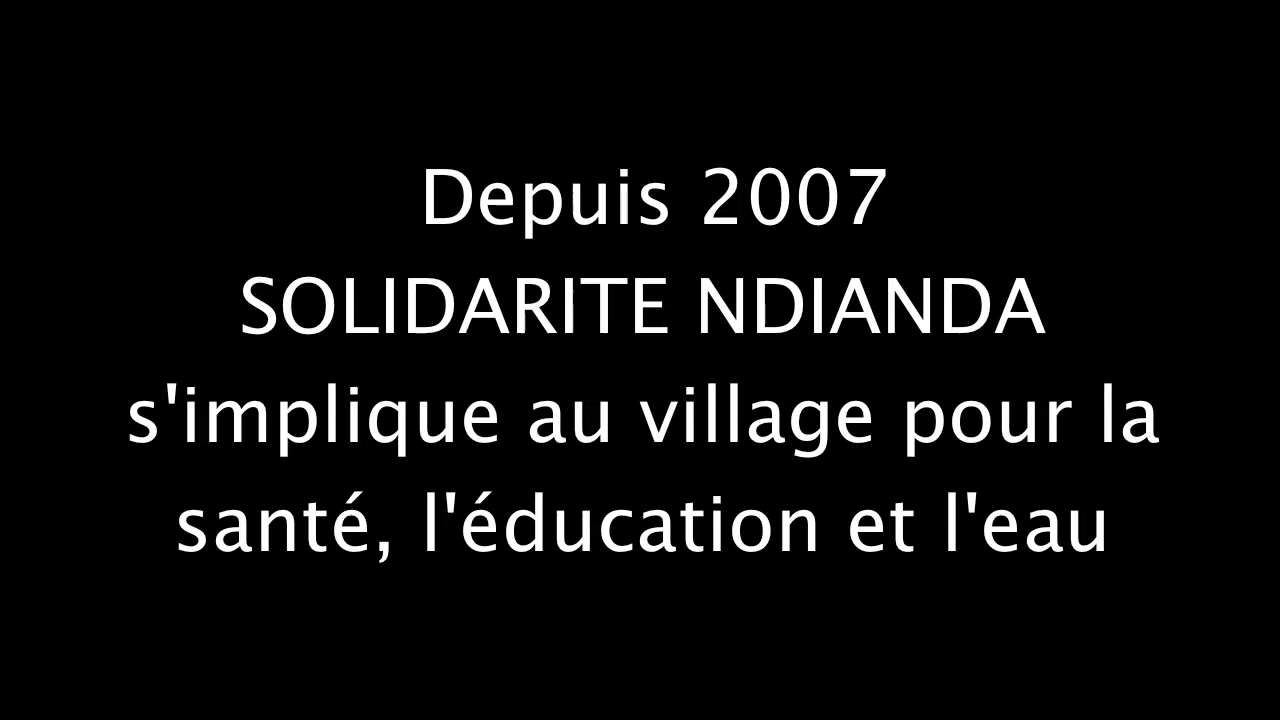 Depuis 2007
SOLIDARITE NDIANDA
s'implique au village pour la
santé, l'éducation et l'eau